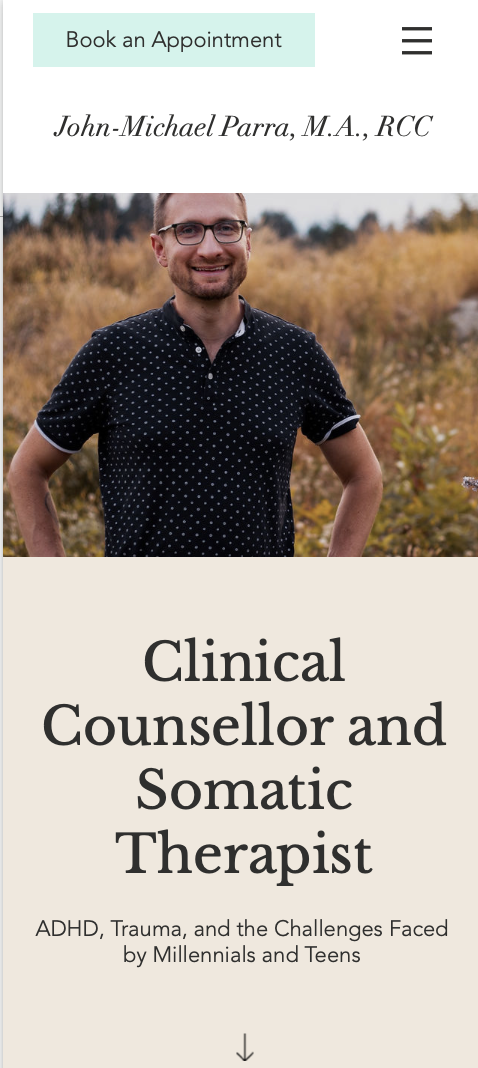 Book an Appointment
John-Michael Parra, M.A., RCC
Clinical
Counsellor and
Somatic
Therapist
ADHD, Trauma, and the Challenges Faced
by Millennials and Teens